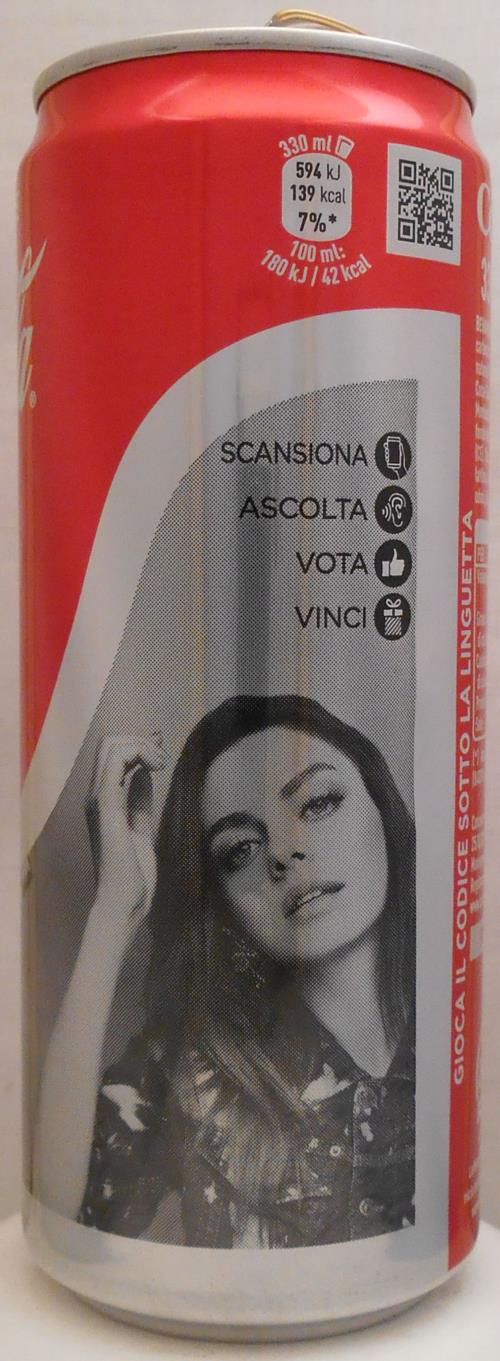 330 ml
594 kJ
139 kcal
7%*
100 ml:
180 kJ / 42 kcal
SCANSIONA
ASCOLTA
VOTA
VINCI
GIOCA IL CODICE SOTTO LA LINGUETTA